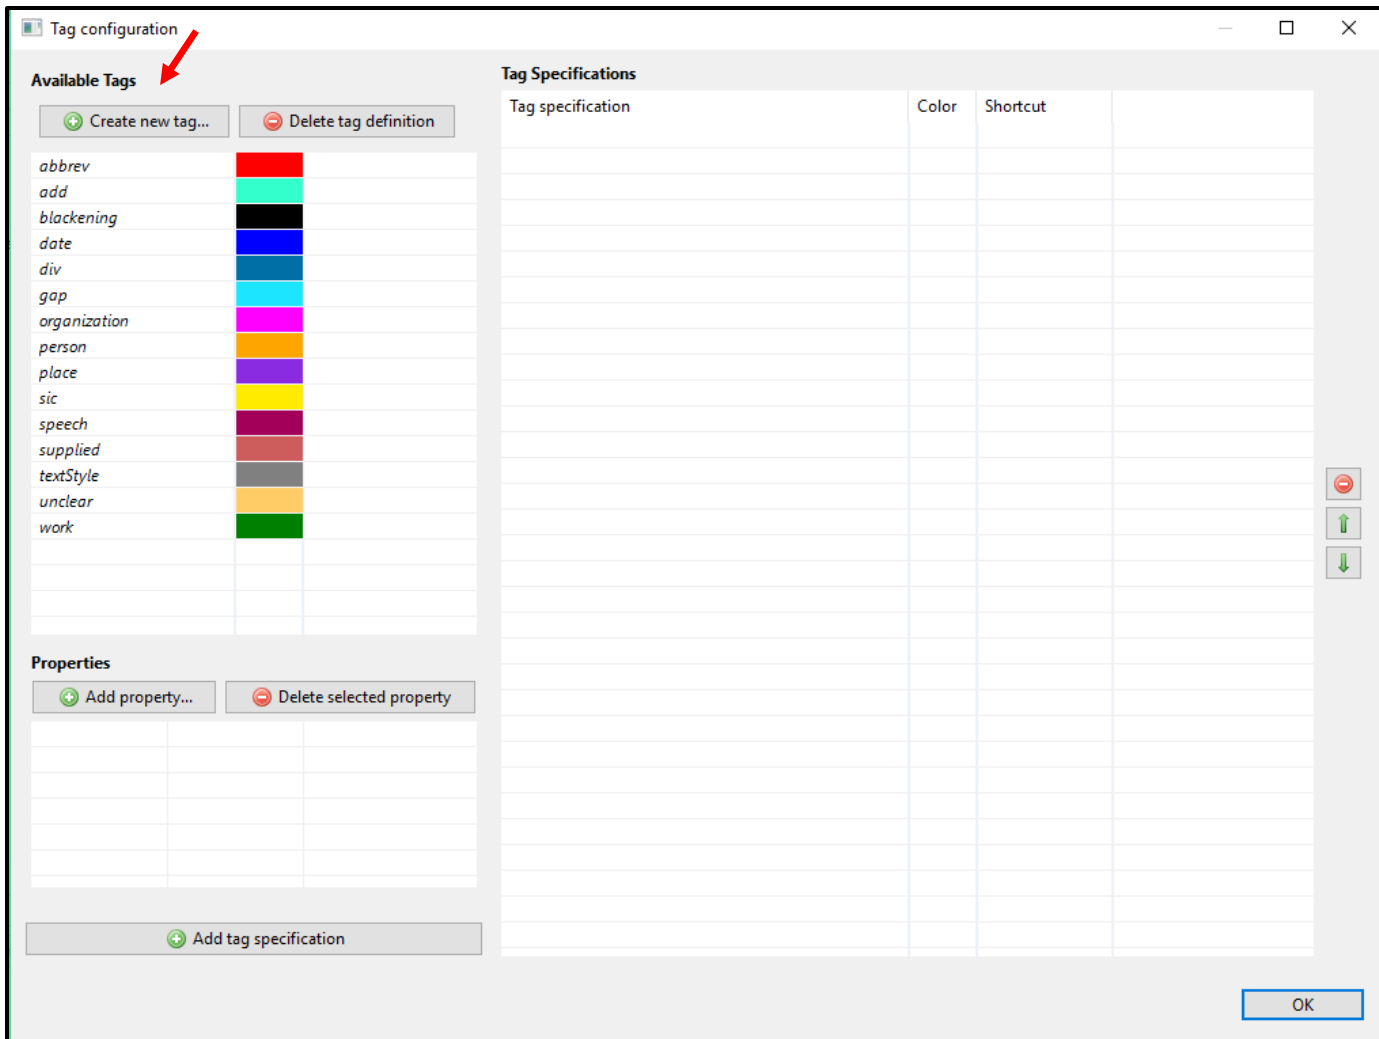 Tag configuration
Available Tags
Create new tag...
Delete tag definition
abbrev
add
blackening
date
div
gap
organization
person
place
sic
speech
supplied
textStyle
unclear
work
Properties
Add property...
Delete selected property
Add tag specification
Tag Specifications
Tag specification Color Shortcut
OK